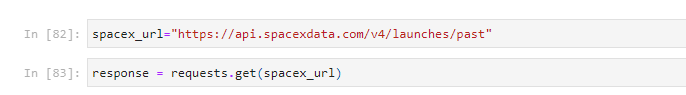 In [82]: spacex_url="https://api.spacexdata.com/v4/launches/past"
In [83]: response = requests.get(spacex_url)